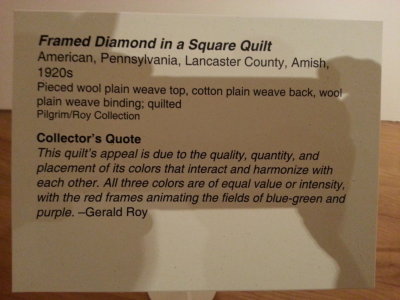 Framed Diamond in a Square Quilt
American, Pennsylvania, Lancaster County, Amish,
1920s
Pieced wool plain weave top, cotton plain weave back, wool
plain weave binding; quilted
Pilgrim/Roy Collection
Collector's Quote
This quilt's appeal is due to the quality, quantity, and
placement of its colors that interact and harmonize with
each other. All three colors are of equal value or intensity,
with the red frames animating the fields of blue-green and
purple. –Gerald Roy